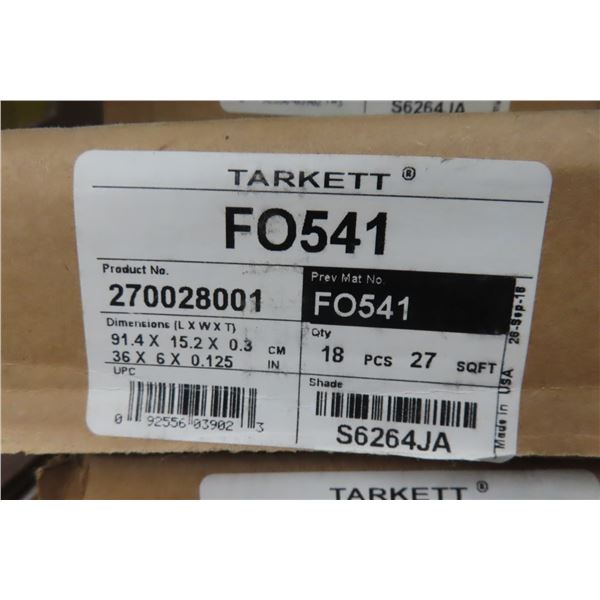 S6264JA
TARKETT ®
FO541
Product No.
270028001
Prev Mat No.
FO541
Dimensions (L X W X T)
91.4 X 15.2 X 0.3 CM
36 X 6 X 0.125 IN
Qty
18 PCS 27 SQFT
UPC
0 92556 03902 3
Shade
S6264JA
Made in USA 26-Sep-18
TARKETT ®